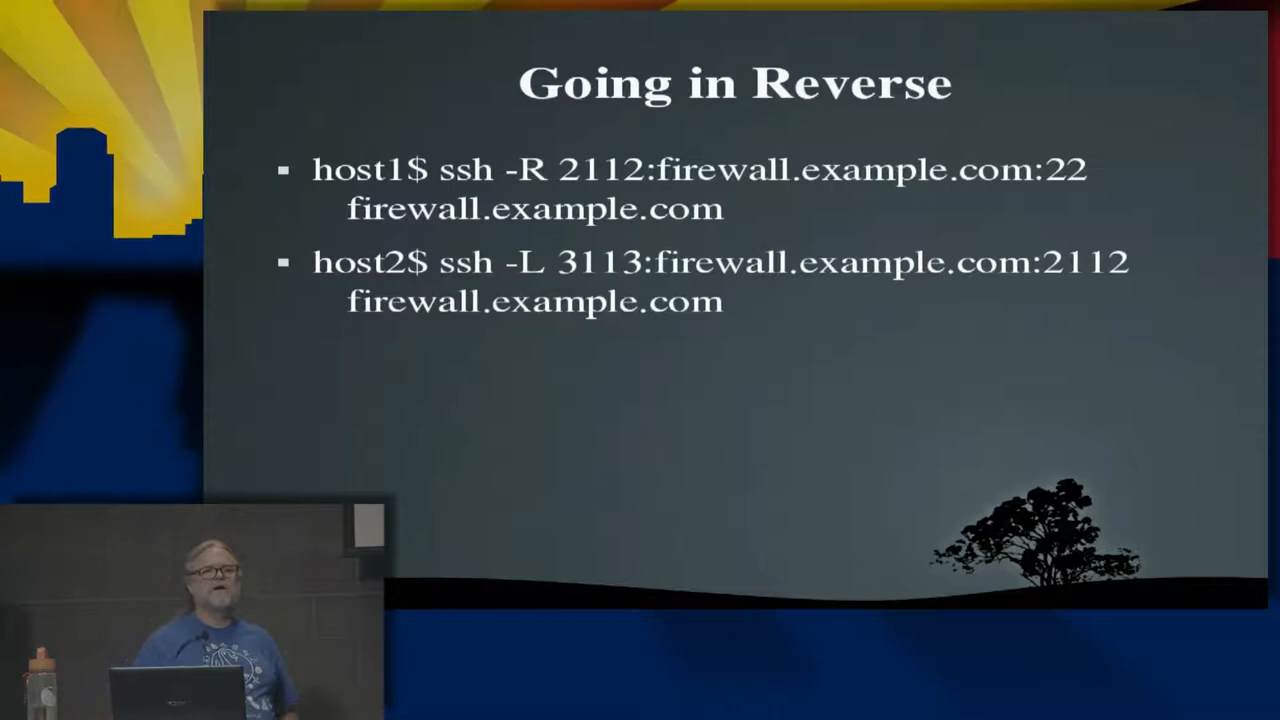 Going in Reverse
host1$ ssh -R 2112:firewall.example.com:22
firewall.example.com
host2$ ssh -L 3113:firewall.example.com:2112
firewall.example.com